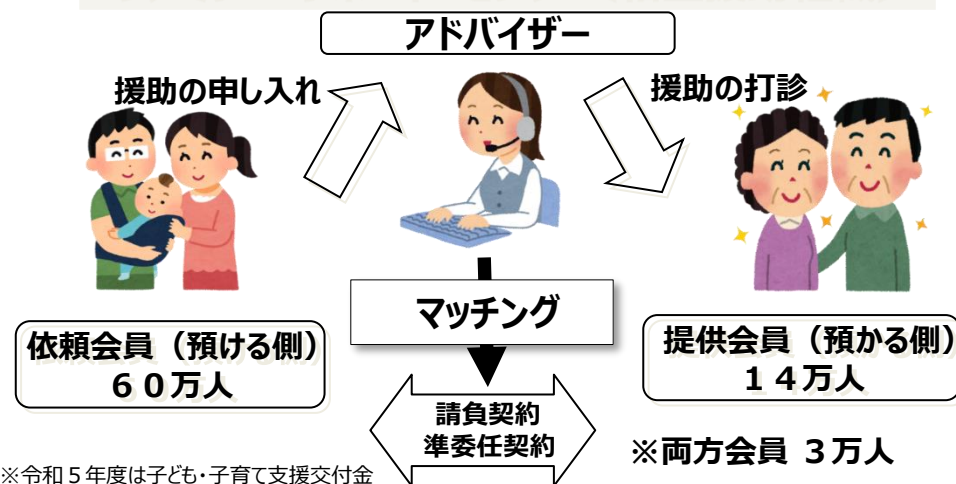 アドバイザー
援助の申し入れ
援助の打診
マッチング
依頼会員（預ける側）
６０万人
提供会員（預かる側）
１４万人
請負契約
準委任契約
※両方会員 ３万人
※令和５年度は子ども・子育て支援交付金